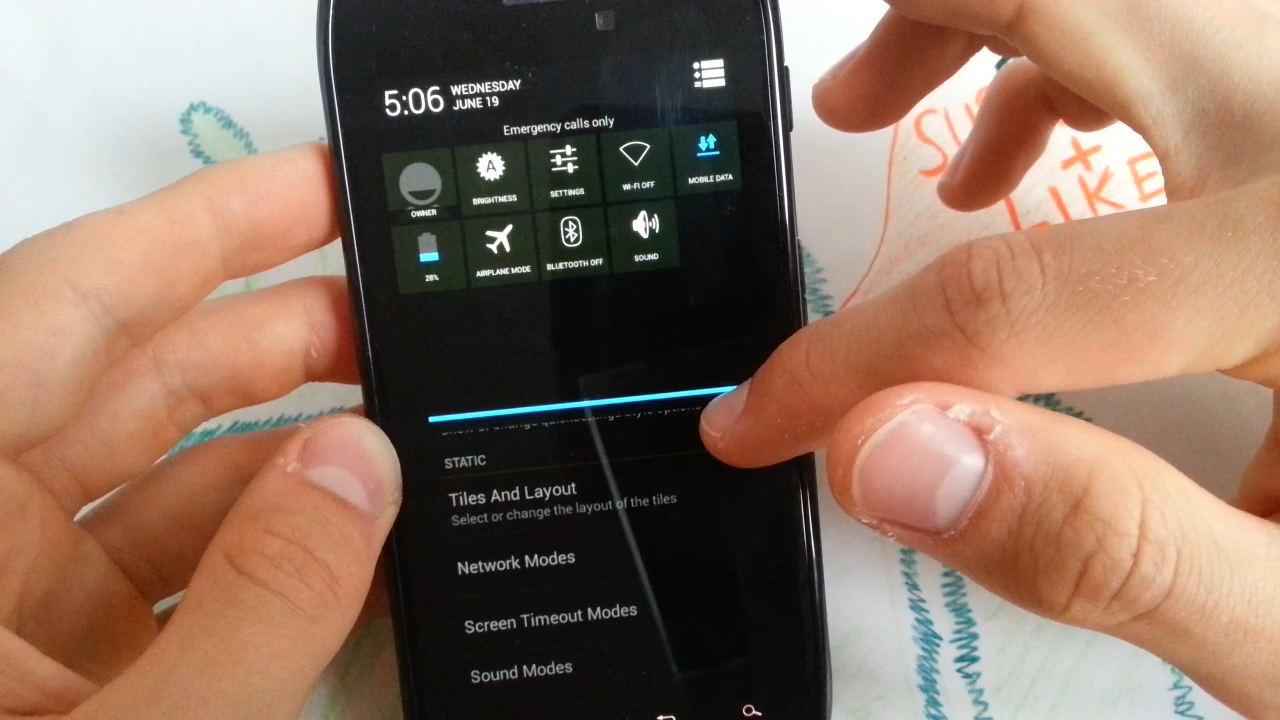 5:06 WEDNESDAY
JUNE 19
Emergency calls only
OWNER
A
BRIGHTNESS
SETTINGS
WI-FI OFF
MOBILE DATA
28%
AIRPLANE MODE
BLUETOOTH OFF
SOUND
STATIC
Tiles And Layout
Select or change the layout of the tiles
Network Modes
Screen Timeout Modes
Sound Modes
+
LIKE